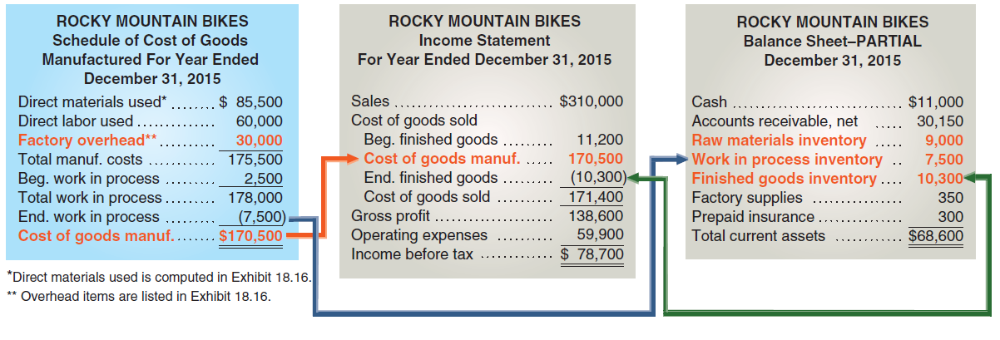 ROCKY MOUNTAIN BIKES
Schedule of Cost of Goods
Manufactured For Year Ended
December 31, 2015
Direct materials used* ....... $ 85,500
Direct labor used ............. 60,000
Factory overhead** ............ 30,000
Total manuf. costs ............ 175,500
Beg. work in process .......... 2,500
Total work in process ......... 178,000
End. work in process .......... (7,500)
Cost of goods manuf. ....... $170,500
*Direct materials used is computed in Exhibit 18.16.
** Overhead items are listed in Exhibit 18.16.
ROCKY MOUNTAIN BIKES
Income Statement
For Year Ended December 31, 2015
Sales ........................ $310,000
Cost of goods sold
Beg. finished goods .......... 11,200
Cost of goods manuf. ..... 170,500
End. finished goods .......... (10,300)
Cost of goods sold .......... 171,400
Gross profit ..................... 138,600
Operating expenses .......... 59,900
Income before tax ............ $ 78,700
ROCKY MOUNTAIN BIKES
Balance Sheet–PARTIAL
December 31, 2015
Cash ........................... $11,000
Accounts receivable, net ..... 30,150
Raw materials inventory .... 9,000
Work in process inventory .. 7,500
Finished goods inventory .... 10,300
Factory supplies ............... 350
Prepaid insurance ............. 300
Total current assets ........... $68,600